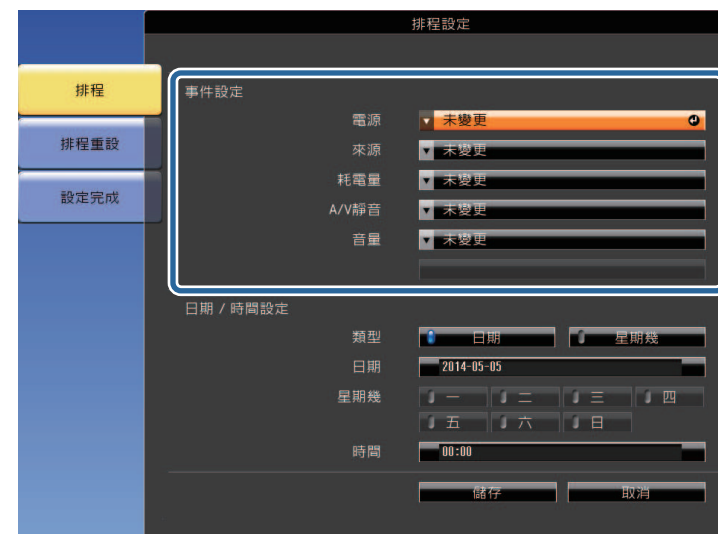 排程設定
排程
排程重設
設定完成
事件設定
電源 未變更
來源 未變更
耗電量 未變更
A/V靜音 未變更
音量 未變更
日期 / 時間設定
類型 日期 星期幾
日期 2014-05-05
星期幾 一 二 三 四
五 六 日
時間 00:00
儲存 取消